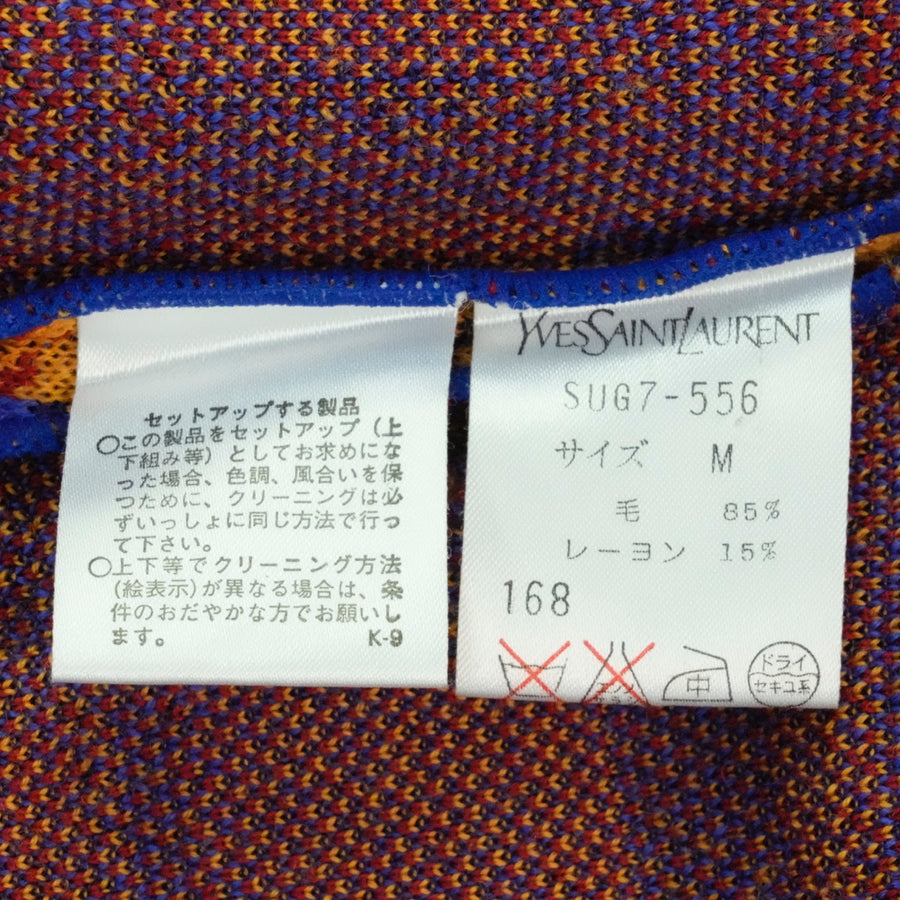 セットアップする製品
○この製品をセットアップ(上
下組み等)としてお求めにな
った場合、色調、風合いを保
つために、クリーニングは必
ずいっしょに同じ方法で行っ
て下さい。
○上下等でクリーニング方法
(絵表示)が異なる場合は、条
件のおだやかな方でお願いし
ます。 K-9
YVESSAINTLAURENT
SUG7-556
サイズ M
毛 85%
レーヨン 15%
168
中
ドライ
セキユ系